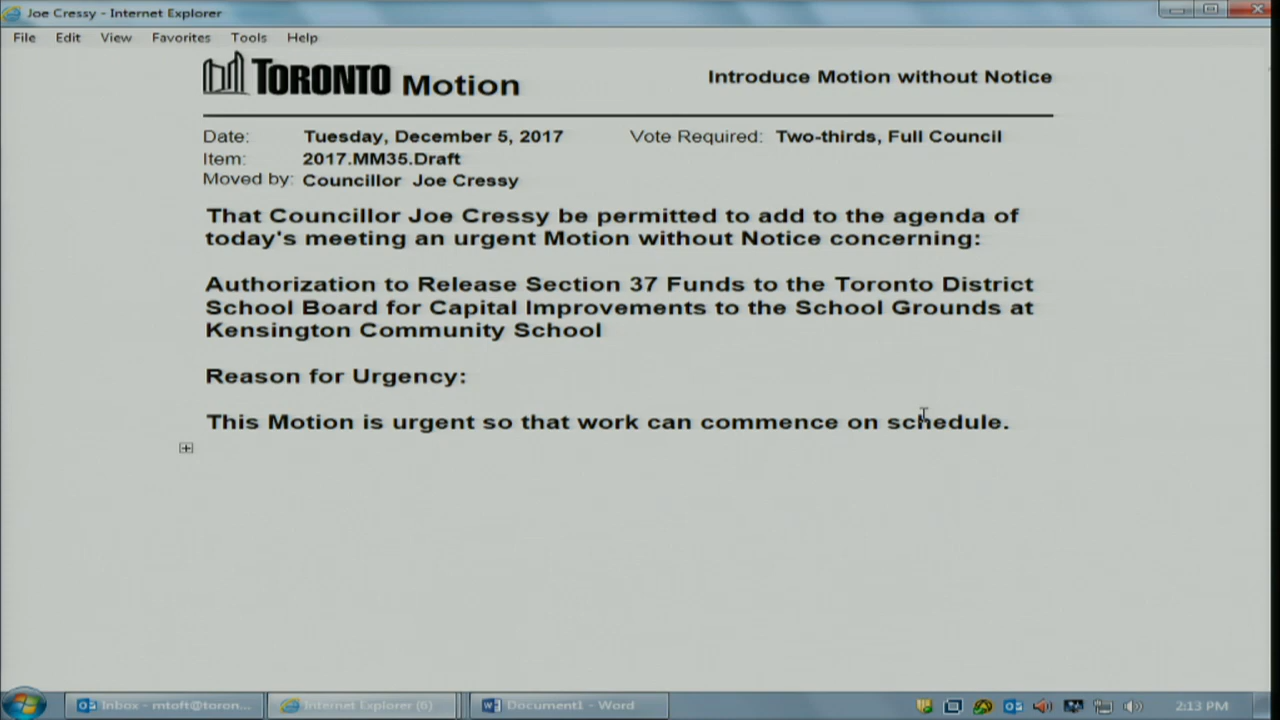 Joe Cressy - Internet Explorer
File Edit View Favorites Tools Help
TORONTO Motion
Introduce Motion without Notice
Date: Tuesday, December 5, 2017 Vote Required: Two-thirds, Full Council
Item: 2017.MM35.Draft
Moved by: Councillor Joe Cressy
That Councillor Joe Cressy be permitted to add to the agenda of
today's meeting an urgent Motion without Notice concerning:
Authorization to Release Section 37 Funds to the Toronto District
School Board for Capital Improvements to the School Grounds at
Kensington Community School
Reason for Urgency:
This Motion is urgent so that work can commence on schedule.
Inbox - mtoft@toron... Internet Explorer (6) Document1 - Word 2:13 PM